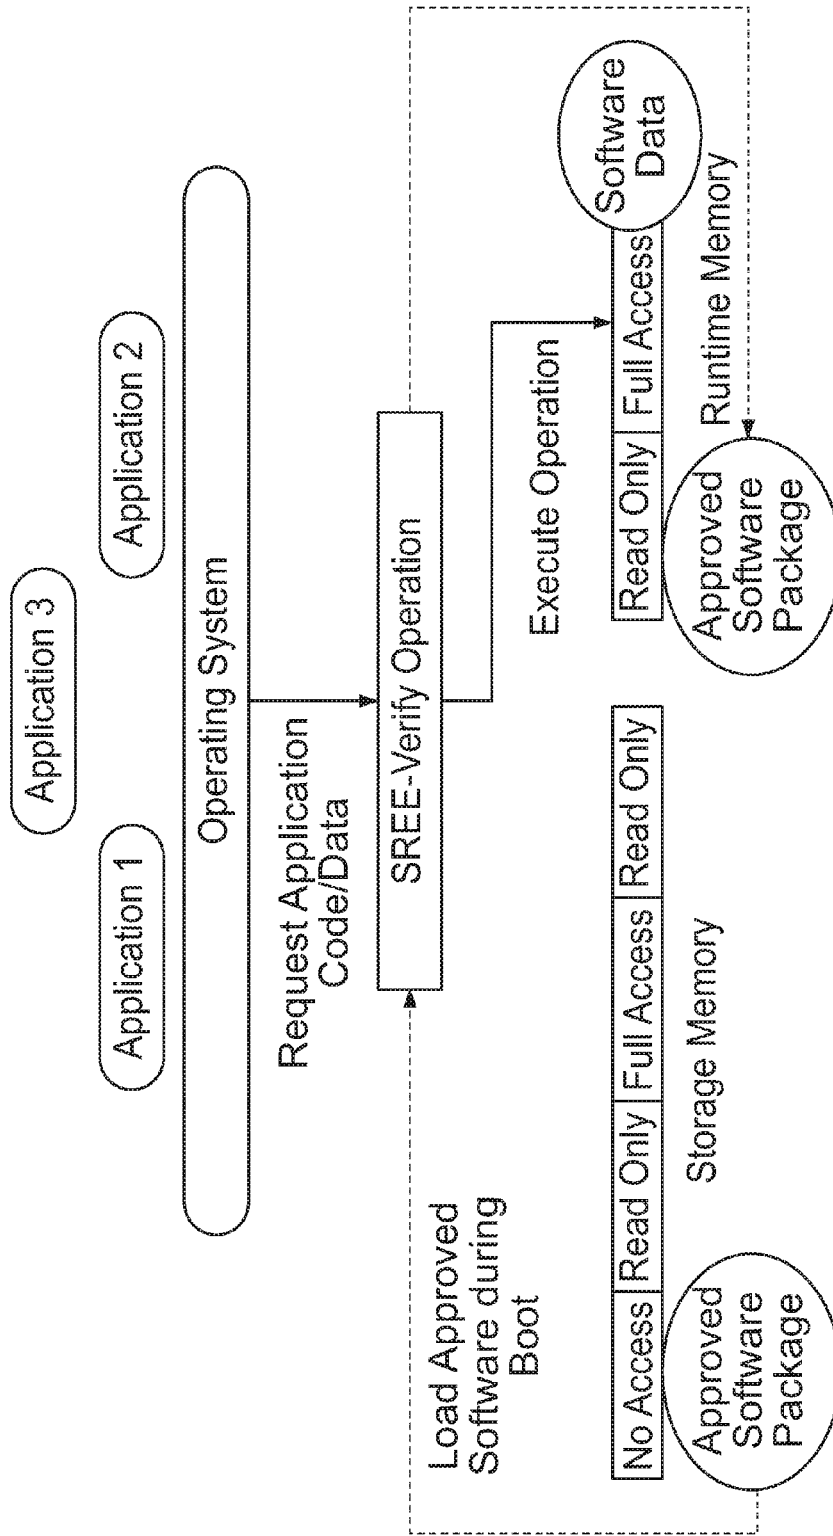 Application 3
Application 1
Application 2
Operating System
Request Application
Code/Data
SREE-Verify Operation
Load Approved
Software during
Boot
Execute Operation
No Access
Read Only
Full Access
Read Only
Read Only
Full Access
Software
Data
Storage Memory
Runtime Memory
Approved
Software
Package
Approved
Software
Package